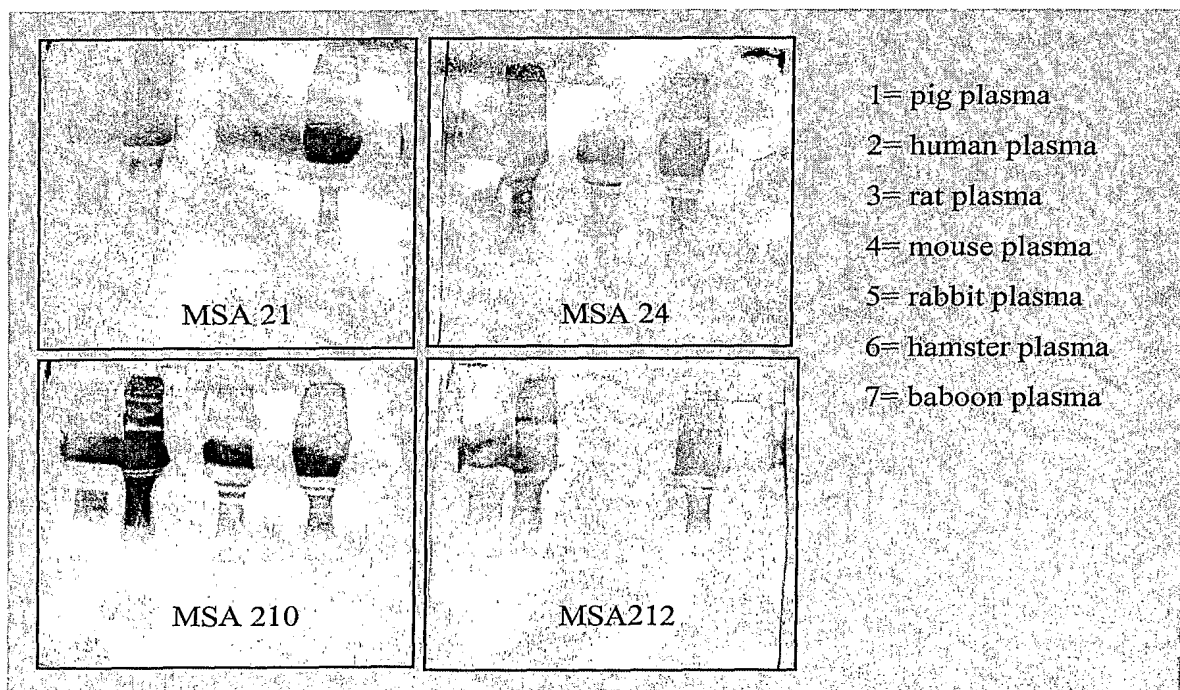 MSA 21
MSA 24
MSA 210
MSA212
1= pig plasma
2= human plasma
3= rat plasma
4= mouse plasma
5= rabbit plasma
6= hamster plasma
7= baboon plasma